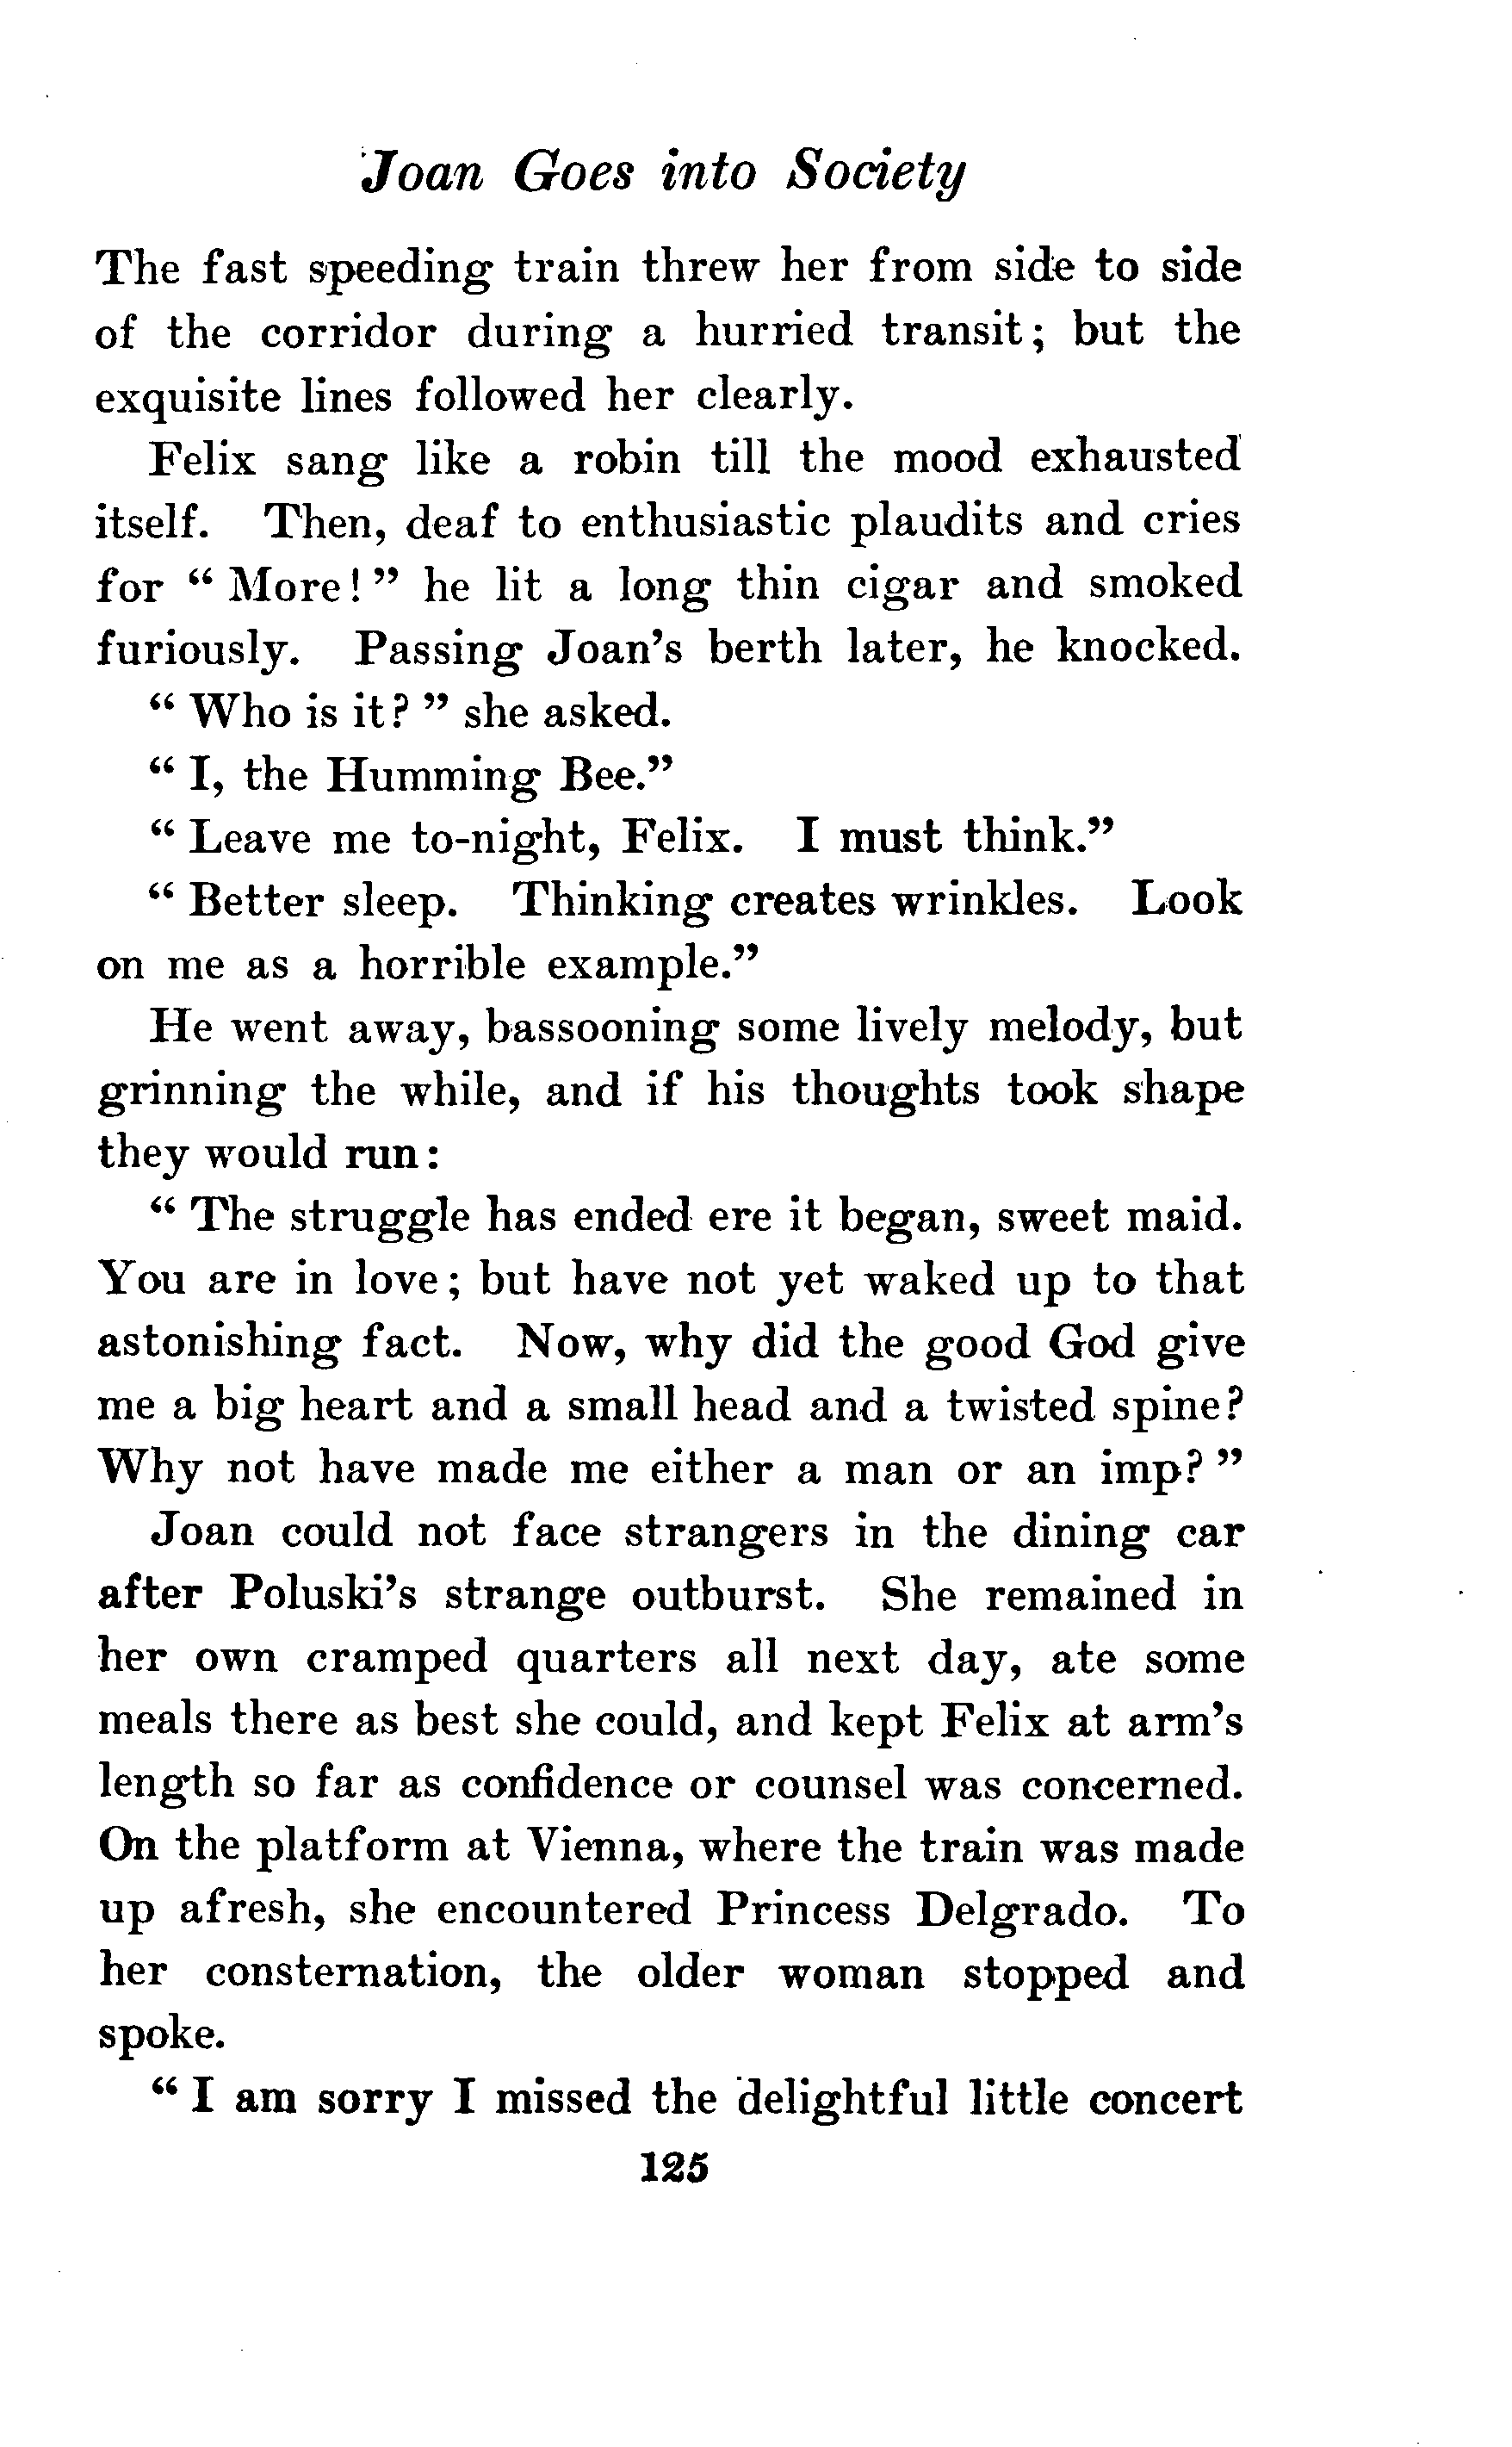 Joan Goes into Society
The fast speeding train threw her from side to side
of the corridor during a hurried transit; but the
exquisite lines followed her clearly.
Felix sang like a robin till the mood exhausted
itself. Then, deaf to enthusiastic plaudits and cries
for “ More! ” he lit a long thin cigar and smoked
furiously. Passing Joan’s berth later, he knocked.
“ Who is it? ” she asked.
“ I, the Humming Bee.”
“ Leave me to-night, Felix. I must think.”
“ Better sleep. Thinking creates wrinkles. Look
on me as a horrible example.”
He went away, bassooning some lively melody, but
grinning the while, and if his thoughts took shape
they would run:
“ The struggle has ended ere it began, sweet maid.
You are in love; but have not yet waked up to that
astonishing fact. Now, why did the good God give
me a big heart and a small head and a twisted spine?
Why not have made me either a man or an imp? ”
Joan could not face strangers in the dining car
after Poluski’s strange outburst. She remained in
her own cramped quarters all next day, ate some
meals there as best she could, and kept Felix at arm’s
length so far as confidence or counsel was concerned.
On the platform at Vienna, where the train was made
up afresh, she encountered Princess Delgrado. To
her consternation, the older woman stopped and
spoke.
“ I am sorry I missed the delightful little concert
125